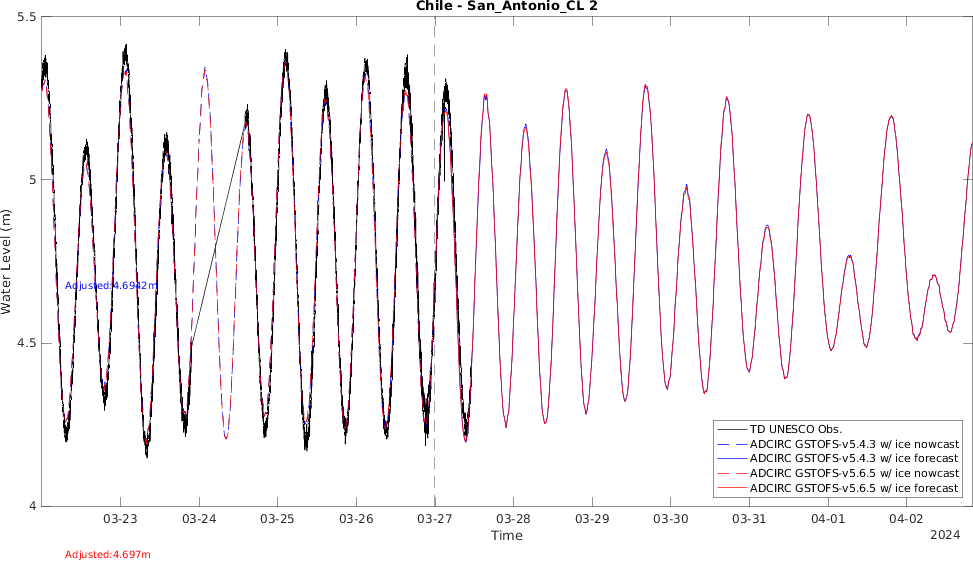 Chile - San_Antonio_CL 2
5.5
5
4.5
4
Water Level (m)
Adjusted:4.6942m
TD UNESCO Obs.
ADCIRC GSTOFS-v5.4.3 w/ ice nowcast
ADCIRC GSTOFS-v5.4.3 w/ ice forecast
ADCIRC GSTOFS-v5.6.5 w/ ice nowcast
ADCIRC GSTOFS-v5.6.5 w/ ice forecast
03-23 03-24 03-25 03-26 03-27 03-28 03-29 03-30 03-31 04-01 04-02
Time
2024
Adjusted:4.697m